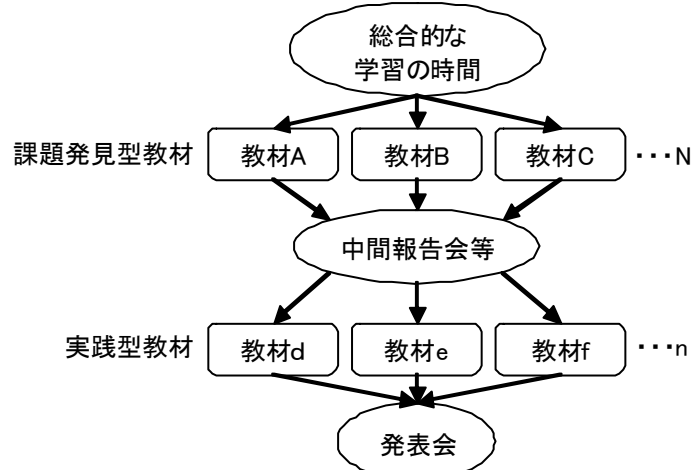 総合的な
学習の時間
課題発見型教材 教材A 教材B 教材C ・・・N
中間報告会等
実践型教材 教材d 教材e 教材f ・・・n
発表会